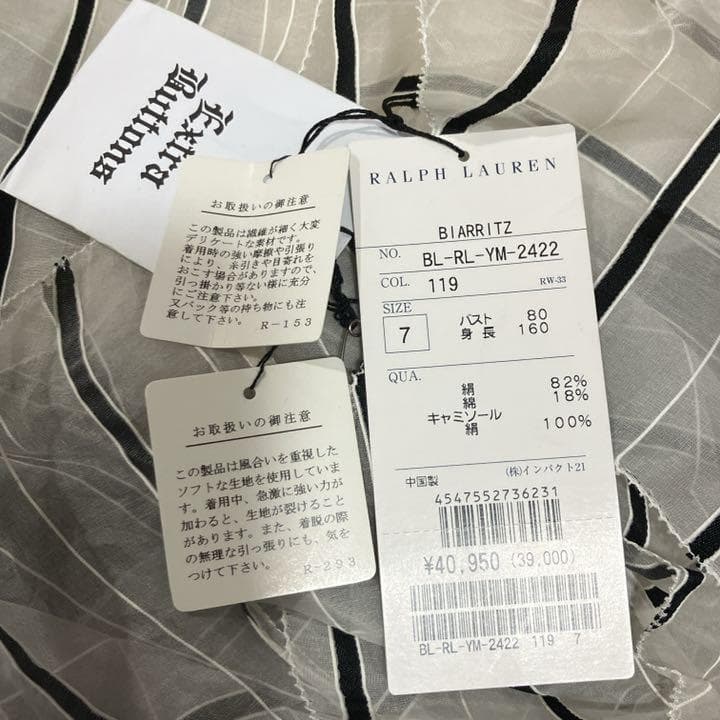 Extra
Buttons
お取扱いの御注意
この製品は繊維が細く大変
デリケートな素材です。
着用時の強い摩擦や引張り
により、糸引きや目寄れを
おこす場合がありますので、
引っ掛かり等ない様に充分
にご注意下さい。
又バック等の持ち物にも注
意して下さい。
R-153
お取扱いの御注意
この製品は風合いを重視した
ソフトな生地を使用していま
す。着用中、急激に強い力が
加わると、生地が裂けること
があります。また、着脱の際
の無理な引っ張りにも、気を
つけて下さい。
R-293
RALPH LAUREN
BIARRITZ
NO. BL-RL-YM-2422
COL. 119 RW-33
SIZE
7 バスト 80
身長 160
QUA.
絹 82%
綿 18%
キャミソール
絹 100%
中国製 (株)インパクト21
4547552736231
¥40,950 (39,000)
BL-RL-YM-2422 119 7